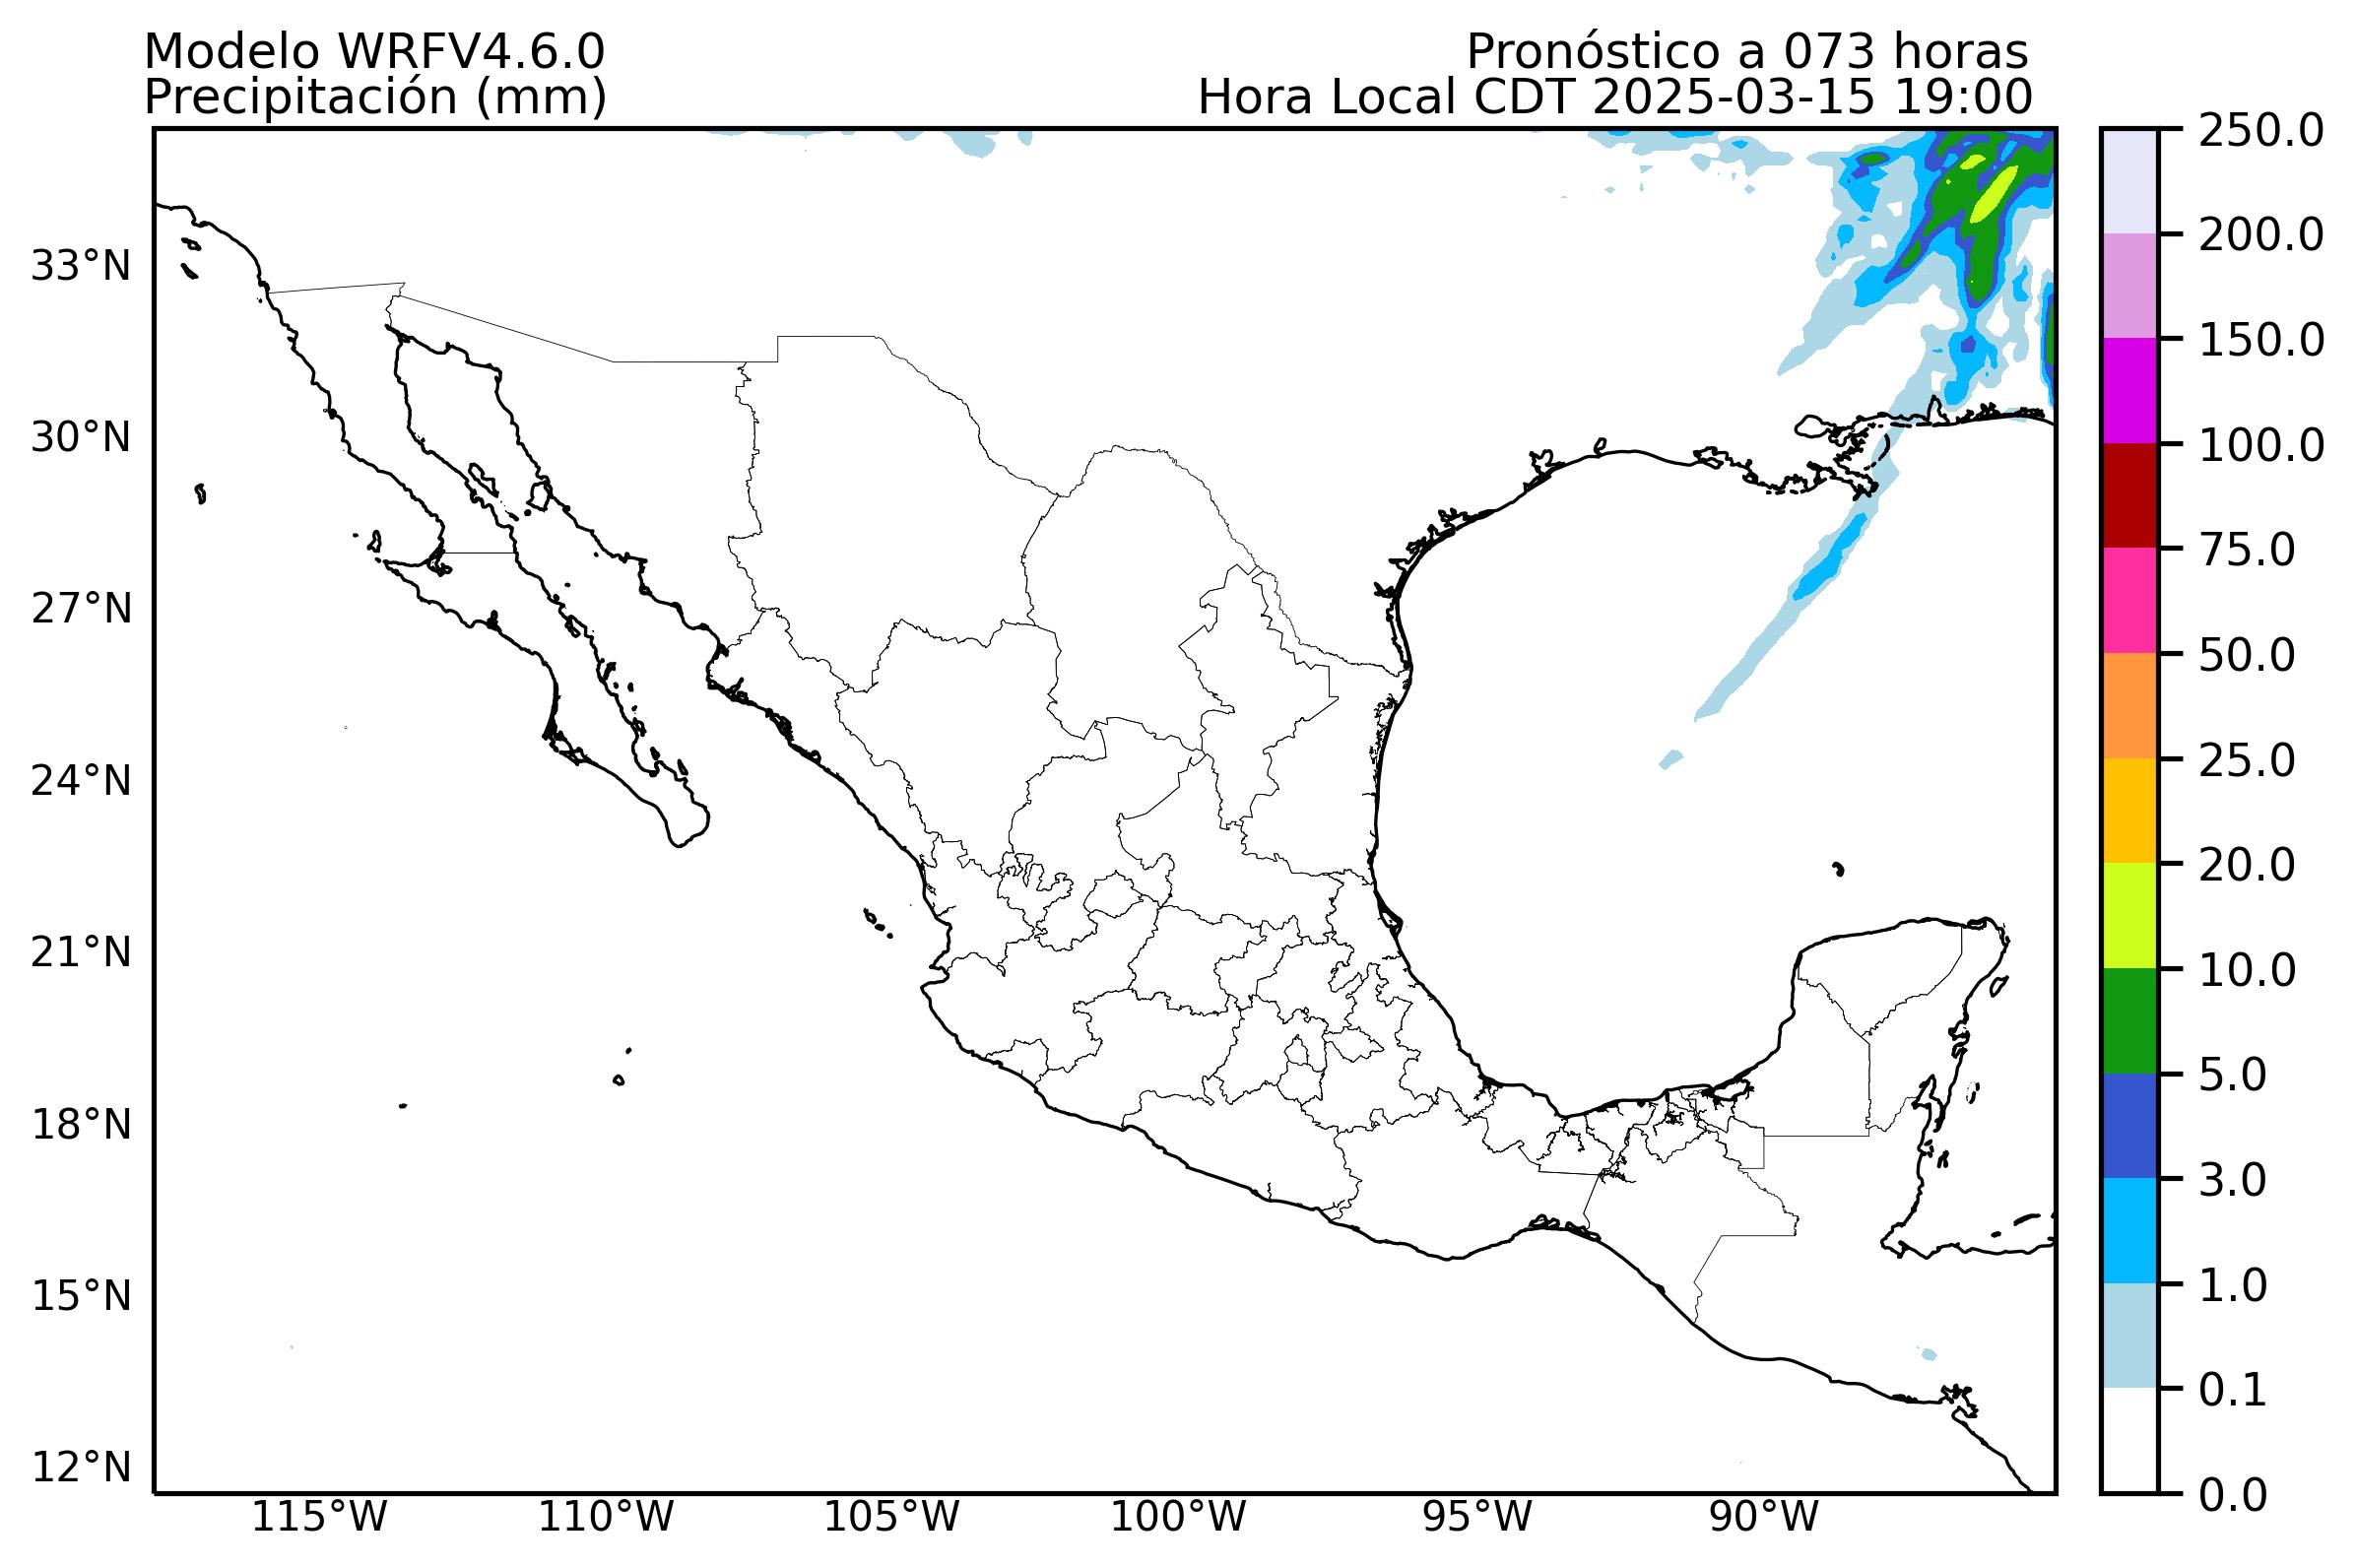 Modelo WRFV4.6.0
Pronóstico a 073 horas
Precipitación (mm)
Hora Local CDT 2025-03-15 19:00
33°N
30°N
27°N
24°N
21°N
18°N
15°N
12°N
115°W
110°W
105°W
100°W
95°W
90°W
250.0
200.0
150.0
100.0
75.0
50.0
25.0
20.0
10.0
5.0
3.0
1.0
0.1
0.0